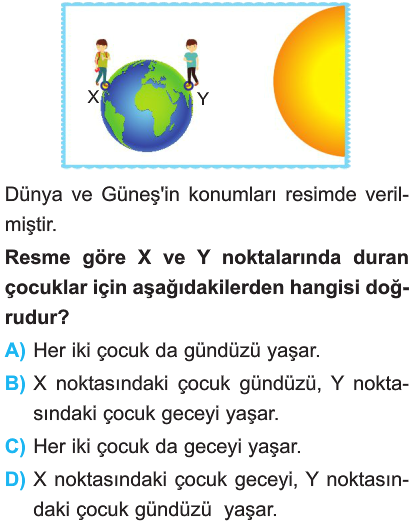 X
Y
Dünya ve Güneş'in konumları resimde veril-
miştir.
Resme göre X ve Y noktalarında duran
çocuklar için aşağıdakilerden hangisi doğ-
rudur?
A) Her iki çocuk da gündüzü yaşar.
B) X noktasındaki çocuk gündüzü, Y nokta-
sındaki çocuk geceyi yaşar.
C) Her iki çocuk da geceyi yaşar.
D) X noktasındaki çocuk geceyi, Y noktasın-
daki çocuk gündüzü yaşar.